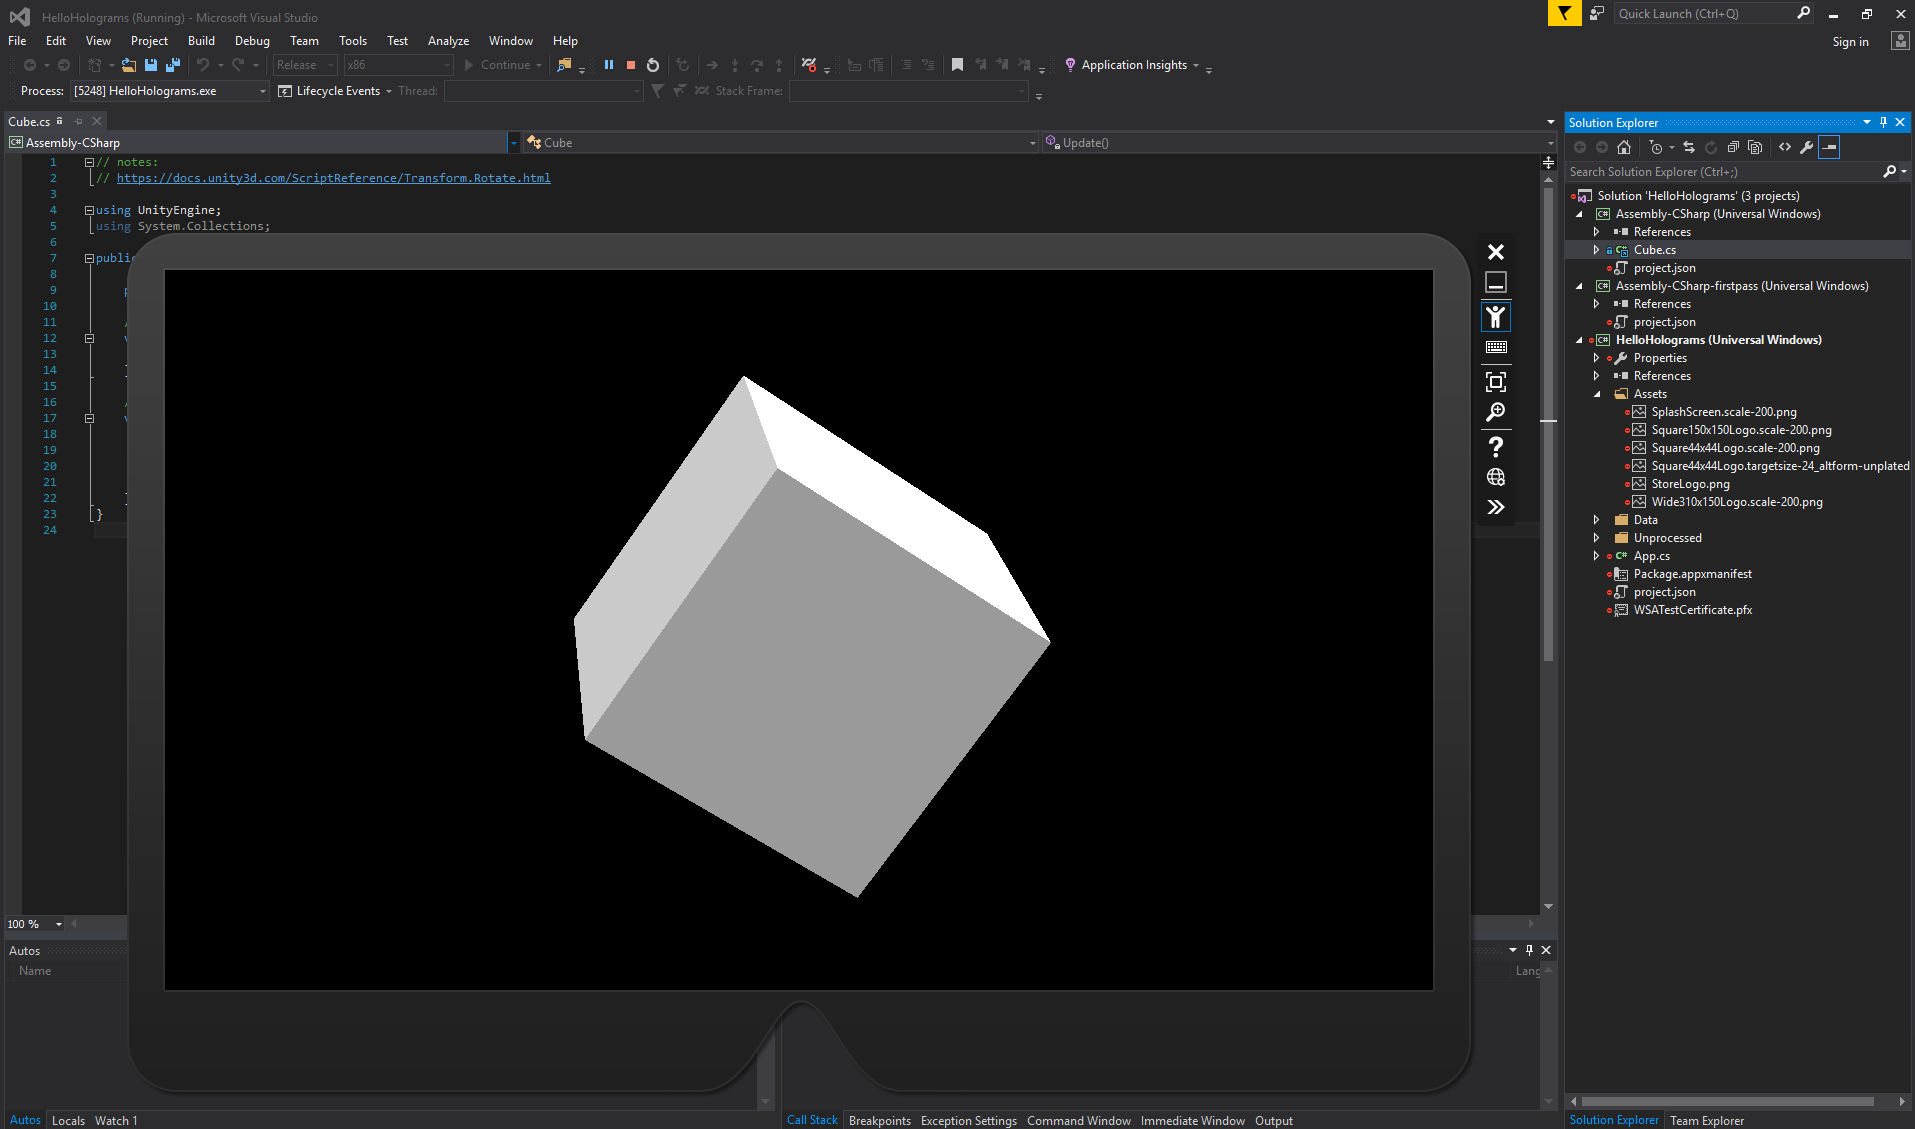 HelloHolograms (Running) - Microsoft Visual Studio
Quick Launch (Ctrl+Q)
File Edit View Project Build Debug Team Tools Test Analyze Window Help
Sign in
Release x86 Continue Application Insights
Process: [5248] HelloHolograms.exe Lifecycle Events Thread: Stack Frame:
Cube.cs
Assembly-CSharp Cube Update()
1 // notes:
2 // https://docs.unity3d.com/ScriptReference/Transform.Rotate.html
3
4 using UnityEngine;
5 using System.Collections;
6
7 public
8
9
10
11
12
13
14
15
16
17
18
19
20
21
22
23 }
24
100 %
Autos
Name
Lang
Autos Locals Watch 1
Call Stack Breakpoints Exception Settings Command Window Immediate Window Output
Solution Explorer
Search Solution Explorer (Ctrl+;)
Solution 'HelloHolograms' (3 projects)
C# Assembly-CSharp (Universal Windows)
References
C# Cube.cs
project.json
C# Assembly-CSharp-firstpass (Universal Windows)
References
project.json
C# HelloHolograms (Universal Windows)
Properties
References
Assets
SplashScreen.scale-200.png
Square150x150Logo.scale-200.png
Square44x44Logo.scale-200.png
Square44x44Logo.targetsize-24_altform-unplated
StoreLogo.png
Wide310x150Logo.scale-200.png
Data
Unprocessed
C# App.cs
Package.appxmanifest
project.json
WSATestCertificate.pfx
Solution Explorer Team Explorer